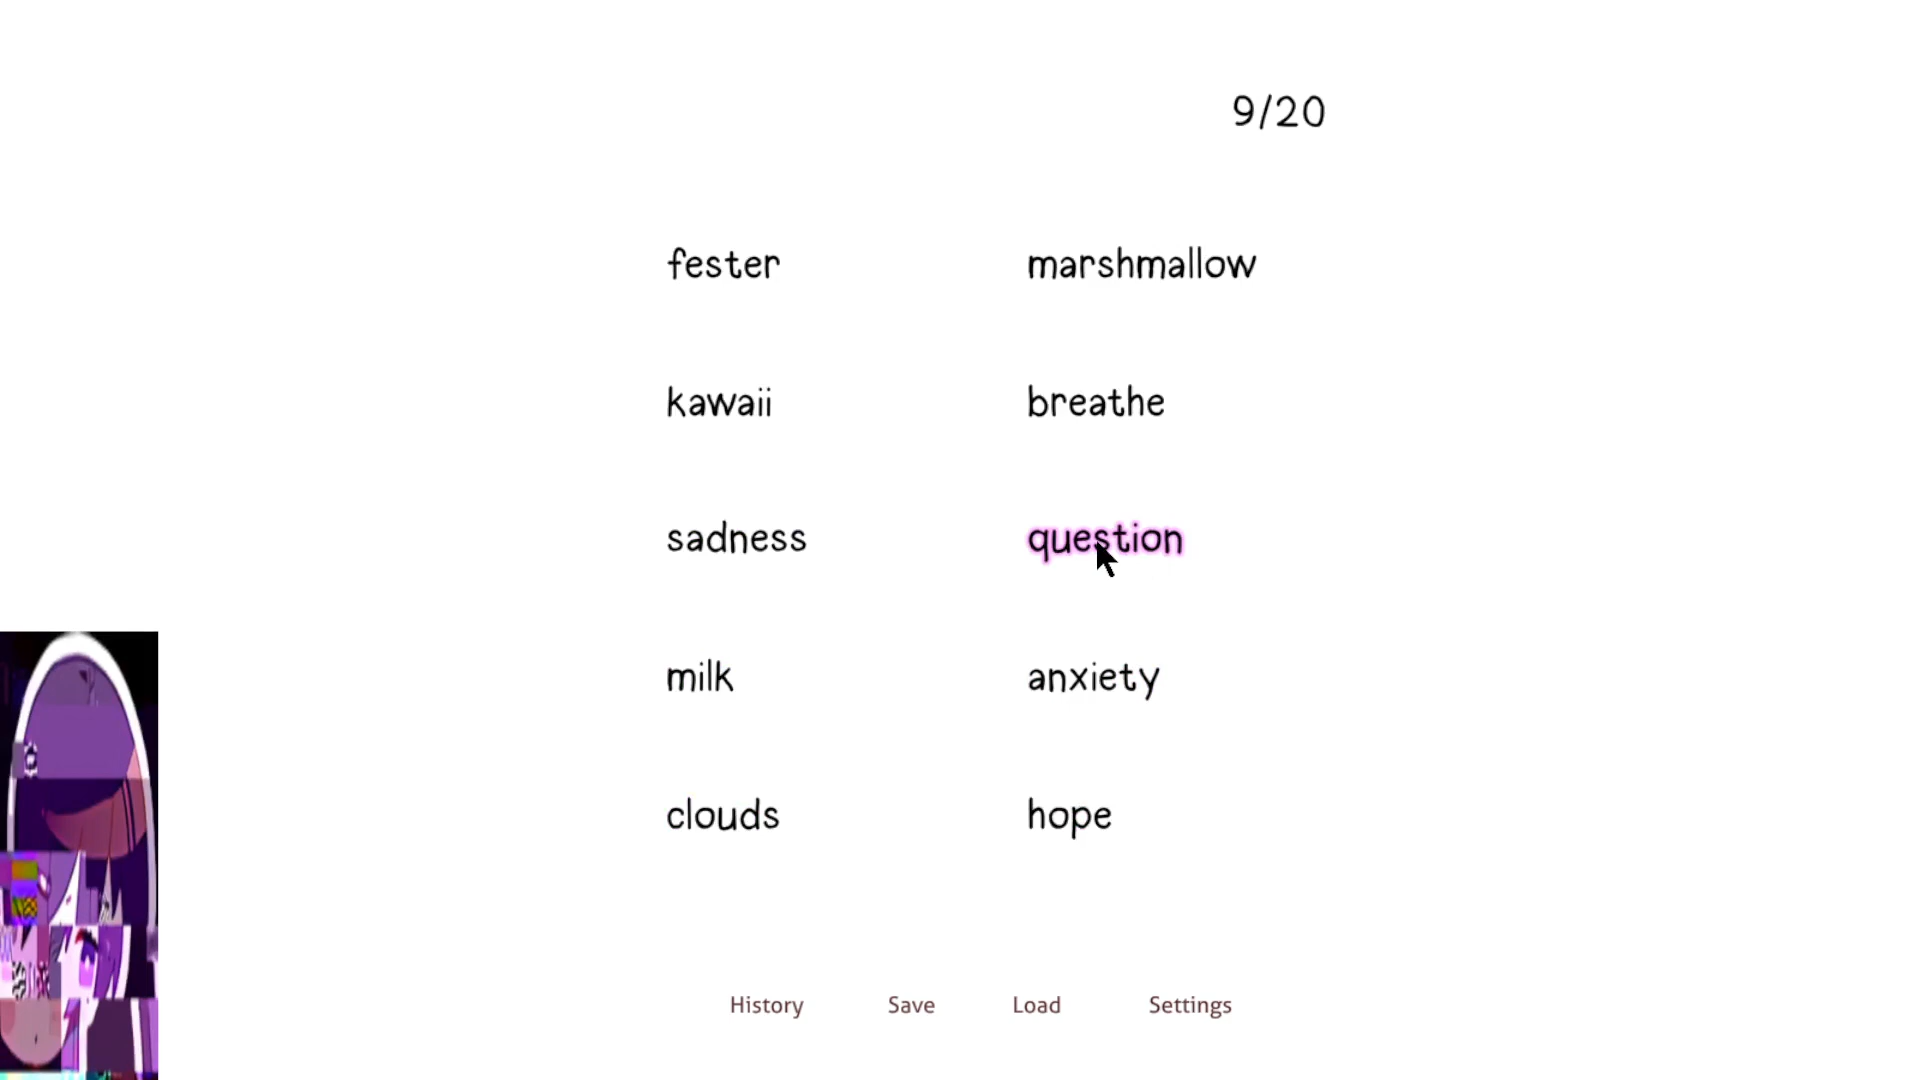 9/20
fester marshmallow
kawaii breathe
sadness question
milk anxiety
clouds hope
History Save Load Settings